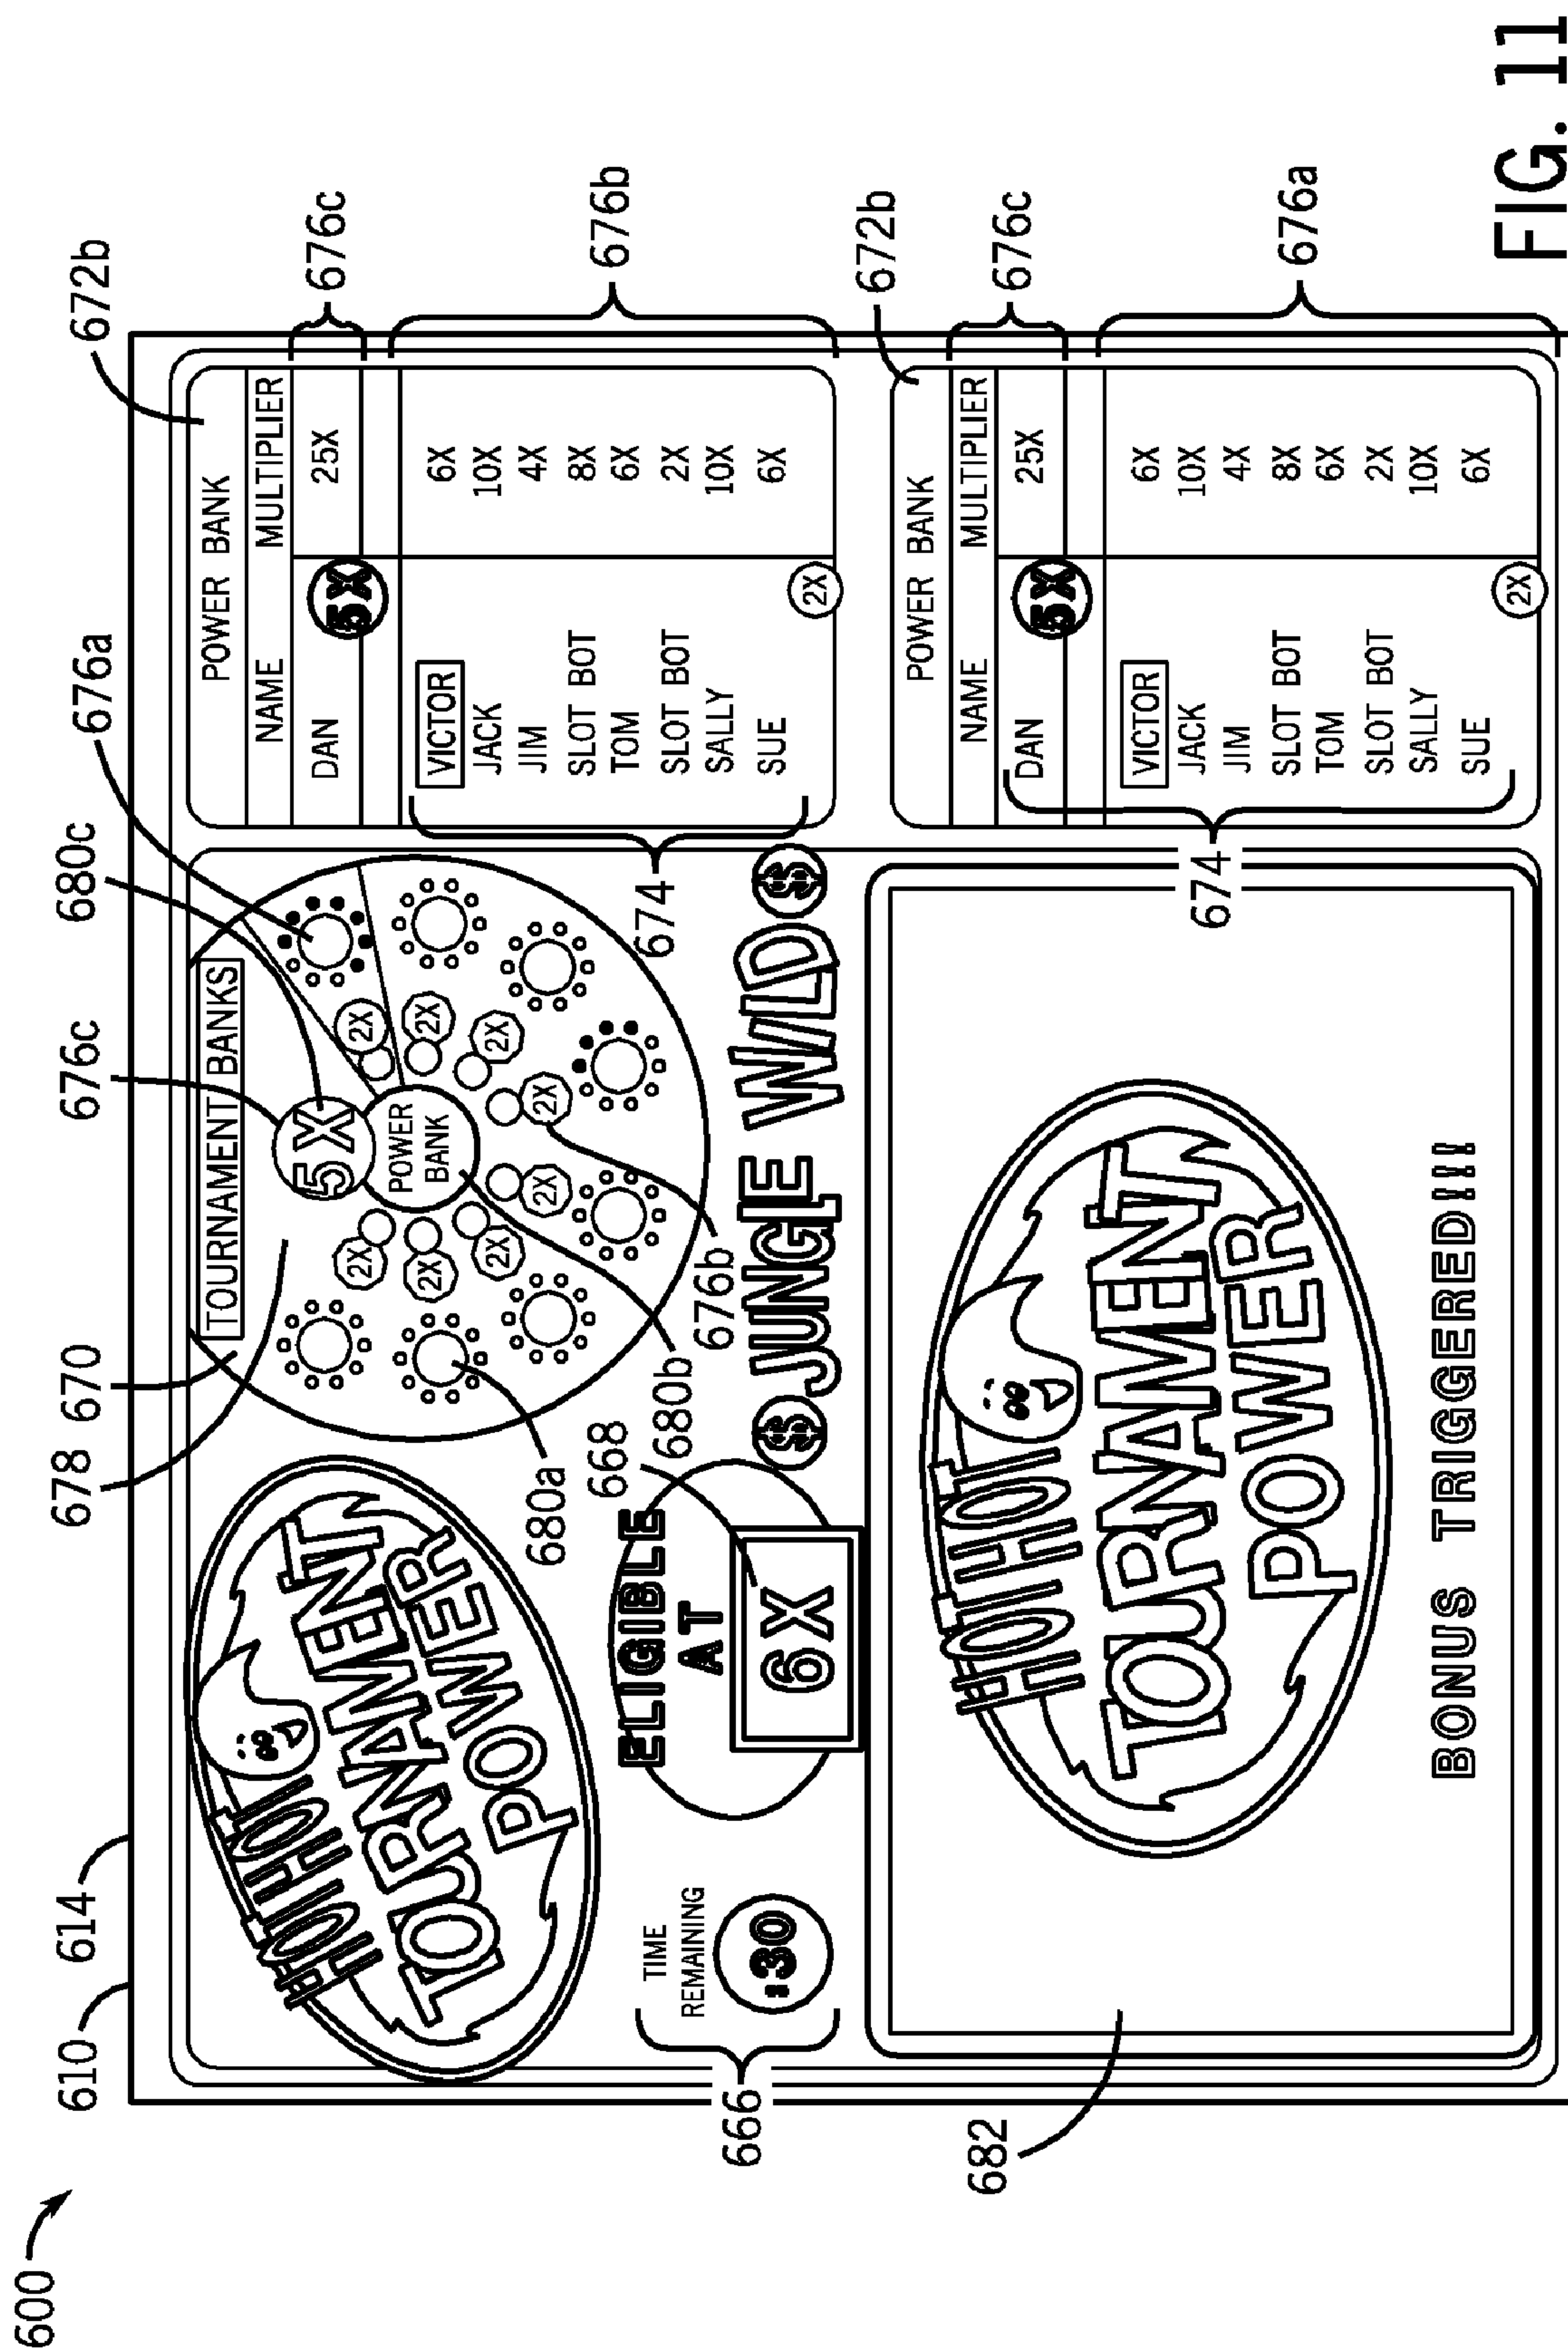 600
610
614
678
670
676c
680c
676a
672b
HOT HOT
TOURNAMENT
POWER
TOURNAMENT BANKS
5X
POWER
BANK
2X
2X
2X
2X
2X
2X
2X
2X
680a
668
680b
676b
674
TIME
REMAINING
:30
666
ELIGIBLE
AT
6X
$ JUNGLE WILD $
POWER BANK
NAME MULTIPLIER
DAN 5X 25X
VICTOR 6X
JACK 10X
JIM 4X
SLOT BOT 8X
TOM 6X
SLOT BOT 2X
SALLY 10X
SUE 6X
2X
676c
676b
672b
682
HOT HOT
TOURNAMENT
POWER
BONUS TRIGGERED!!!
674
POWER BANK
NAME MULTIPLIER
DAN 5X 25X
VICTOR 6X
JACK 10X
JIM 4X
SLOT BOT 8X
TOM 6X
SLOT BOT 2X
SALLY 10X
SUE 6X
2X
676c
676a
FIG. 11